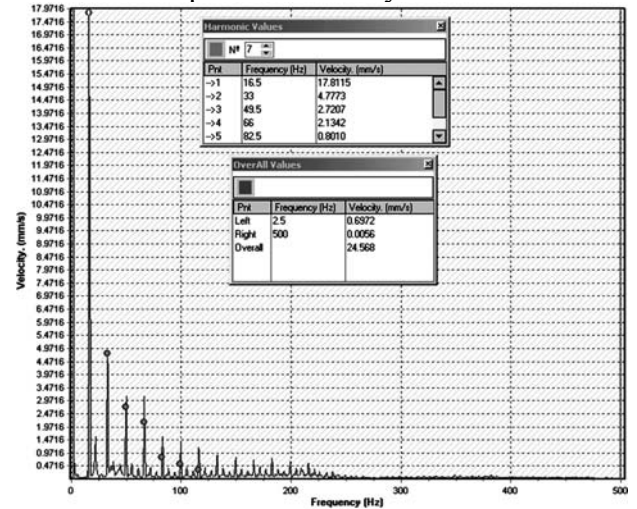 17.9716
17.4716
16.9716
16.4716
15.9716
15.4716
14.9716
14.4716
13.9716
13.4716
12.9716
12.4716
11.9716
11.4716
10.9716
10.4716
9.9716
9.4716
8.9716
8.4716
7.9716
7.4716
6.9716
6.4716
5.9716
5.4716
4.9716
4.4716
3.9716
3.4716
2.9716
2.4716
1.9716
1.4716
0.9716
0.4716
Velocity. (mm/s)
Harmonic Values
Nº 7
Pnt Frequency (Hz) Velocity. (mm/s)
->1 16.5 17.8115
->2 33 4.7773
->3 49.5 2.7207
->4 66 2.1342
->5 82.5 0.8010
OverAll Values
Pnt Frequency (Hz) Velocity. (mm/s)
Left 2.5 0.6972
Right 500 0.0056
Overall 24.568
0 100 200 300 400 500
Frequency (Hz)